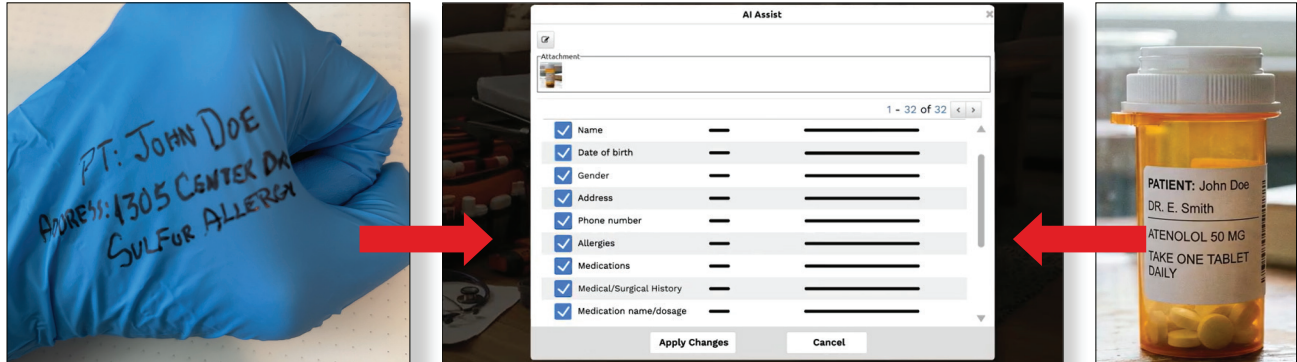 PT: JOHN DOE
ADDRESS: 1305 CENTER DR
SULFUR ALLERGY
AI Assist
Attachment
1 - 32 of 32
Name
Date of birth
Gender
Address
Phone number
Allergies
Medications
Medical/Surgical History
Medication name/dosage
Apply Changes
Cancel
PATIENT: John Doe
DR. E. Smith
ATENOLOL 50 MG
TAKE ONE TABLET
DAILY